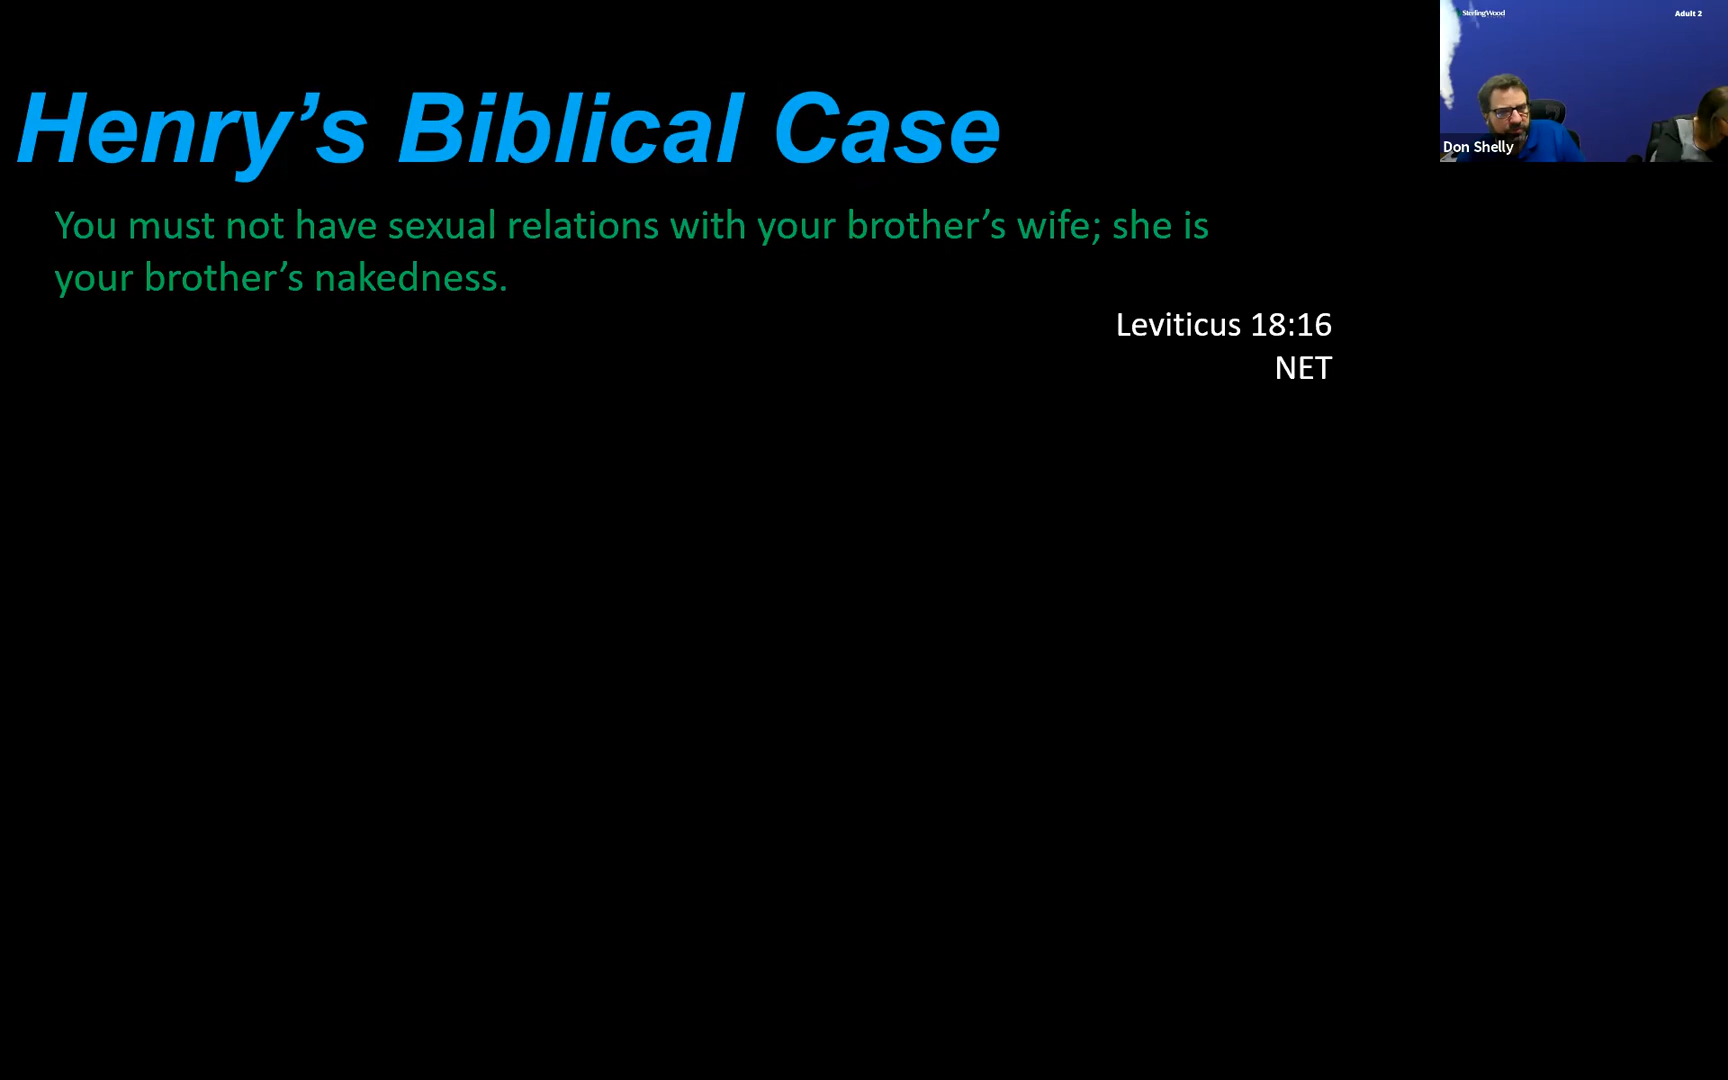 SterlingWood
Adult 2
Henry’s Biblical Case
Don Shelly
You must not have sexual relations with your brother’s wife; she is
your brother’s nakedness.
Leviticus 18:16
NET